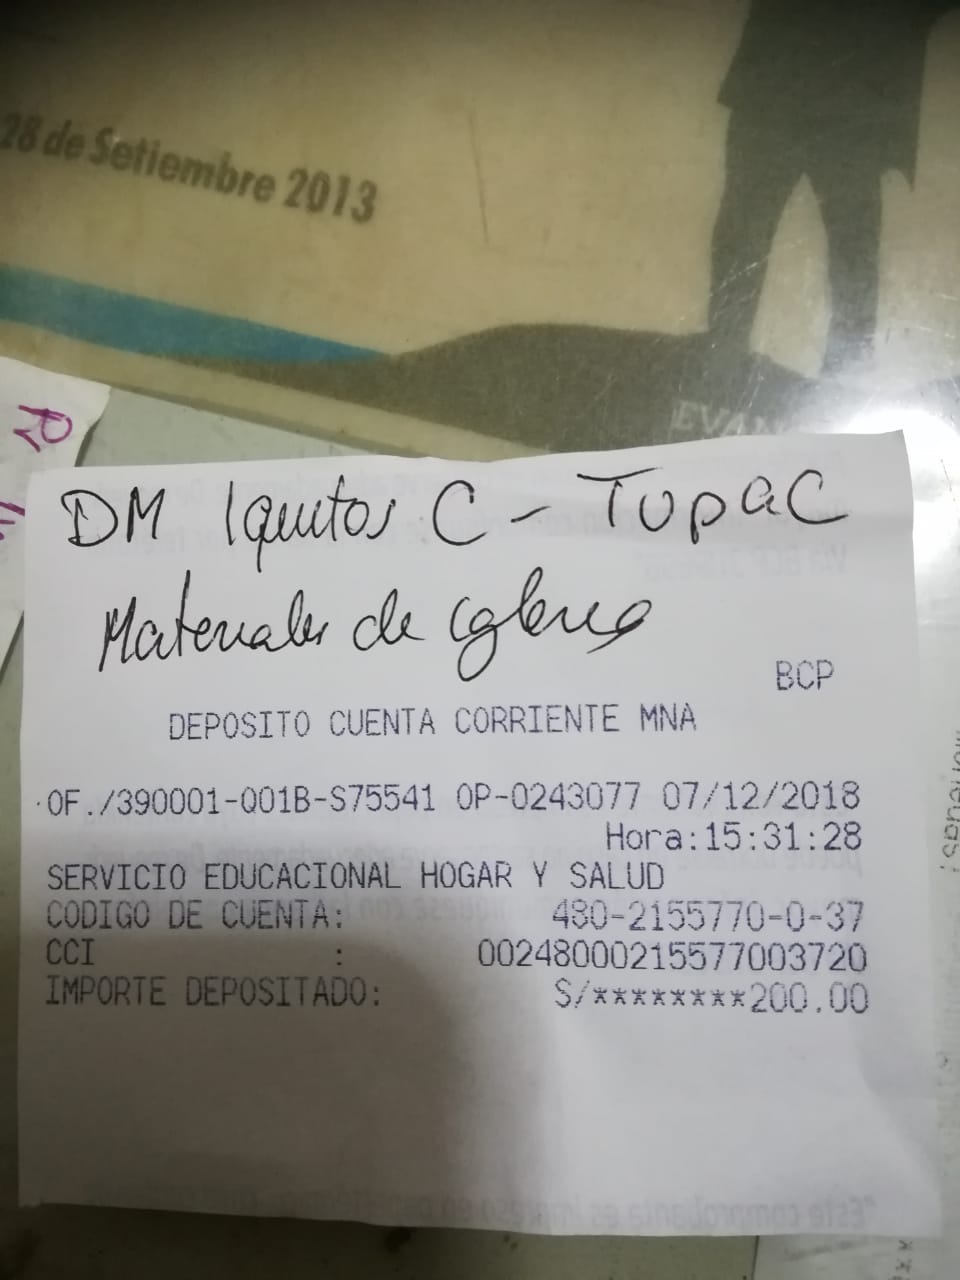 28 de Setiembre 2013
EVAN
DM Iquitos C - Tupac
Materiales de iglesia
BCP
DEPOSITO CUENTA CORRIENTE MNA
OF./390001-001B-S75541 OP-0243077 07/12/2018
Hora:15:31:28
SERVICIO EDUCACIONAL HOGAR Y SALUD
CODIGO DE CUENTA: 480-2155770-0-37
CCI : 00248000215577003720
IMPORTE DEPOSITADO: S/********200.00